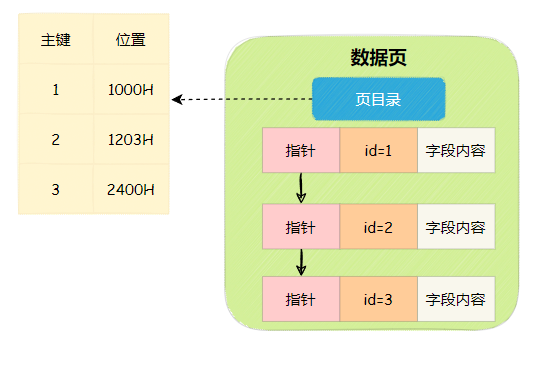 主键 位置
1 1000H
2 1203H
3 2400H
数据页
页目录
指针 id=1 字段内容
指针 id=2 字段内容
指针 id=3 字段内容